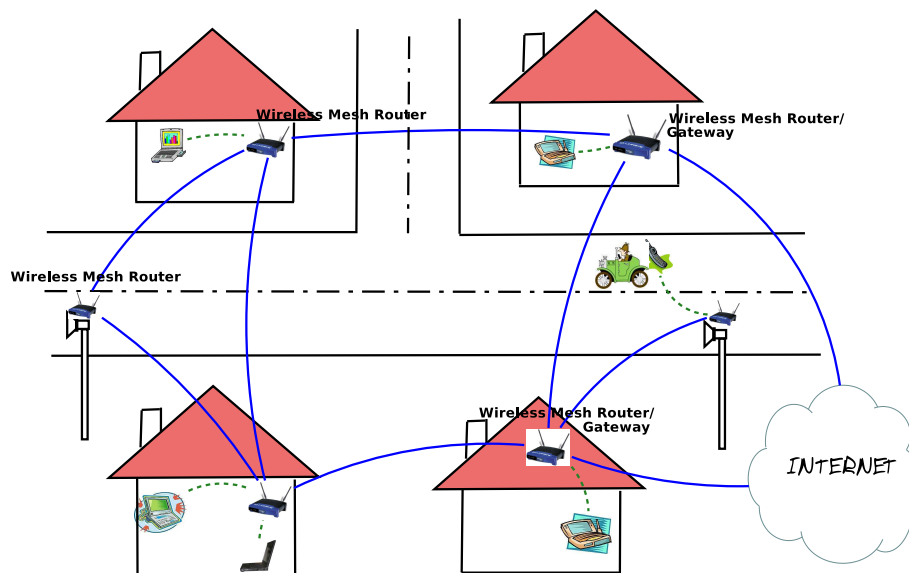 Wireless Mesh Router
Wireless Mesh Router/
Gateway
Wireless Mesh Router
Wireless Mesh Router/
Gateway
INTERNET